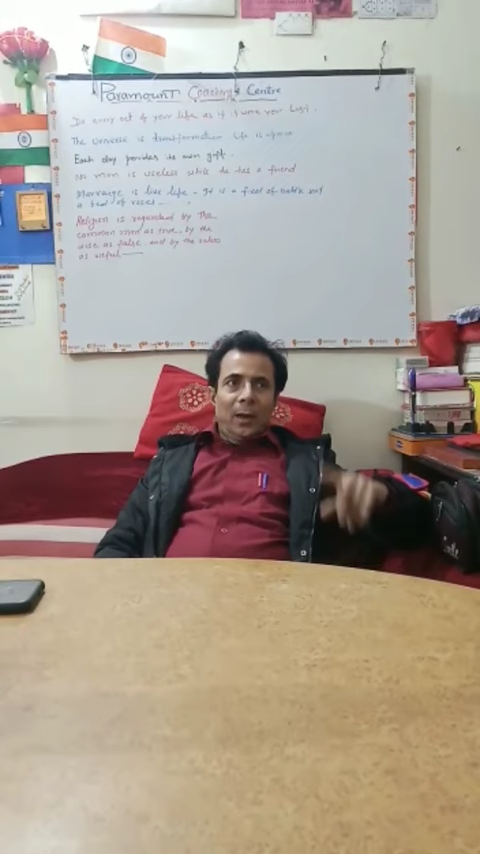 Paramount Coaching Centre
Do every act of your life as if it were your last.
The universe is transformation life is opinion
Each day provides its own gift.
No man is useless while he has a friend
Marriage is like life - It is a field of battle not
a bed of roses.
Religion is regarded by the
common man as true, by the
wise as false, and by the rulers
as useful